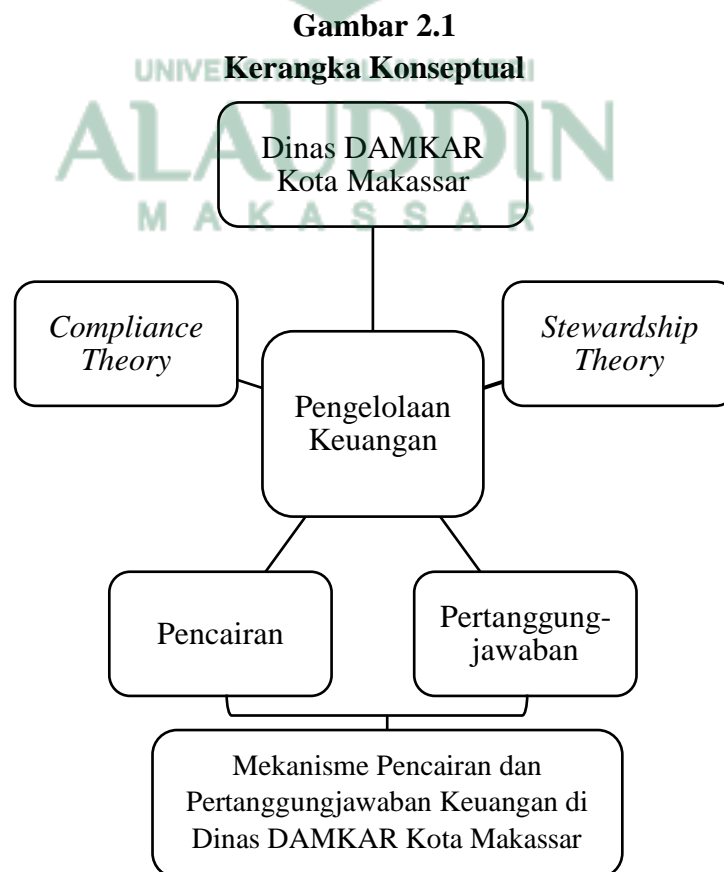 Gambar 2.1
UNIVERSITAS ISLAM NEGERI
Kerangka Konseptual
ALAUDDIN
MAKASSAR
Dinas DAMKAR
Kota Makassar
Compliance
Theory
Stewardship
Theory
Pengelolaan
Keuangan
Pencairan
Pertanggung-
jawaban
Mekanisme Pencairan dan
Pertanggungjawaban Keuangan di
Dinas DAMKAR Kota Makassar